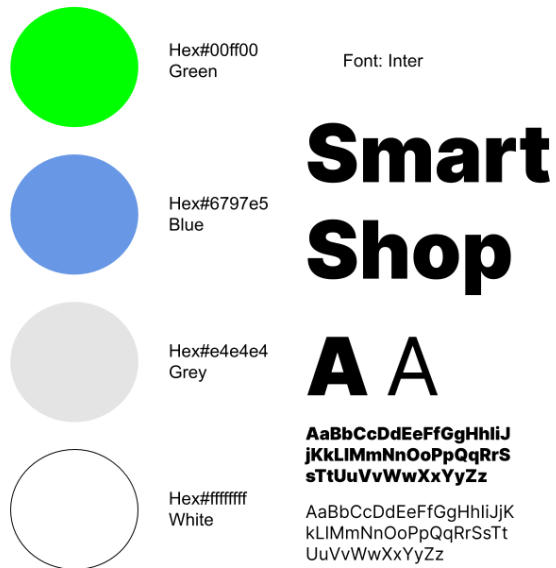 Hex#00ff00
Green
Hex#6797e5
Blue
Hex#e4e4e4
Grey
Hex#ffffffff
White
Font: Inter
Smart
Shop
A A
AaBbCcDdEeFfGgHhIiJ
jKkLlMmNnOoPpQqRrS
sTtUuVvWwXxYyZz
AaBbCcDdEeFfGgHhIiJjK
kLlMmNnOoPpQqRrSsTt
UuVvWwXxYyZz